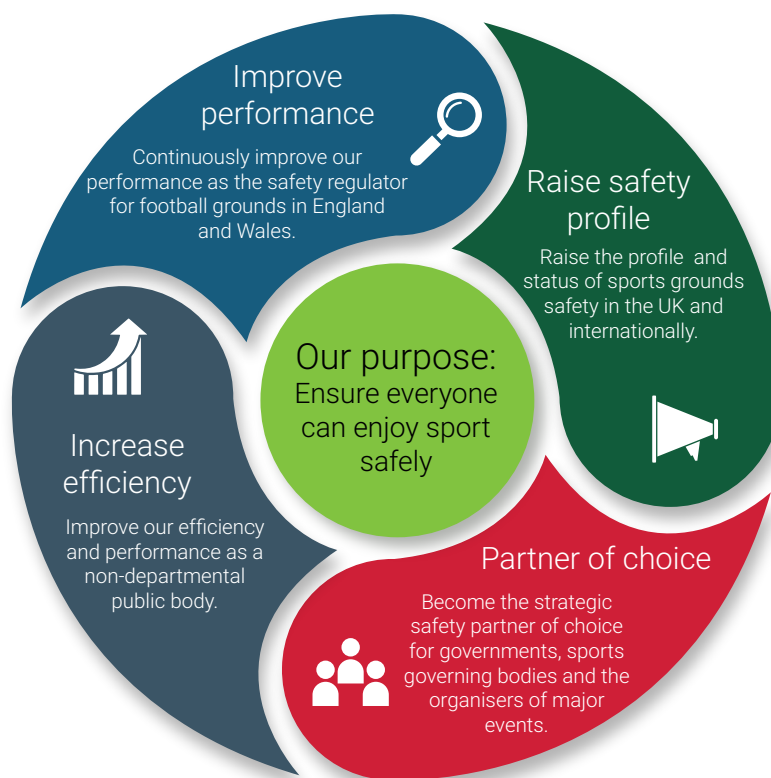 Improve
performance
Continuously improve our
performance as the safety regulator
for football grounds in England
and Wales.
Raise safety
profile
Raise the profile and
status of sports grounds
safety in the UK and
internationally.
Our purpose:
Ensure everyone
can enjoy sport
safely
Increase
efficiency
Improve our efficiency
and performance as a
non-departmental
public body.
Partner of choice
Become the strategic
safety partner of choice
for governments, sports
governing bodies and the
organisers of major
events.